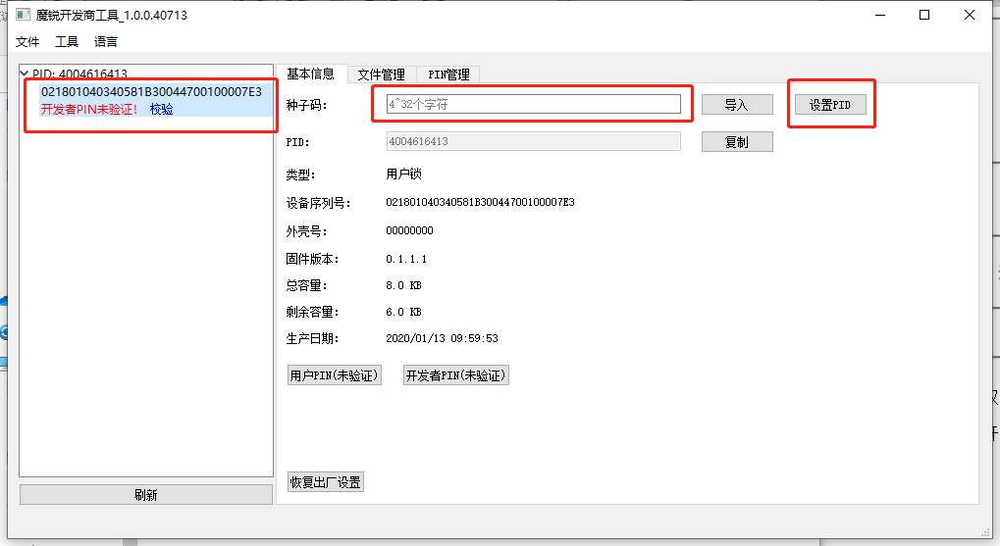 魔锐开发商工具_1.0.0.40713
文件 工具 语言
PID: 4004616413
021801040340581B30044700100007E3
开发者PIN未验证! 校验
刷新
基本信息 文件管理 PIN管理
种子码: 4~32个字符 导入 设置PID
PID: 4004616413 复制
类型: 用户锁
设备序列号: 021801040340581B30044700100007E3
外壳号: 00000000
固件版本: 0.1.1.1
总容量: 8.0 KB
剩余容量: 6.0 KB
生产日期: 2020/01/13 09:59:53
用户PIN(未验证) 开发者PIN(未验证)
恢复出厂设置